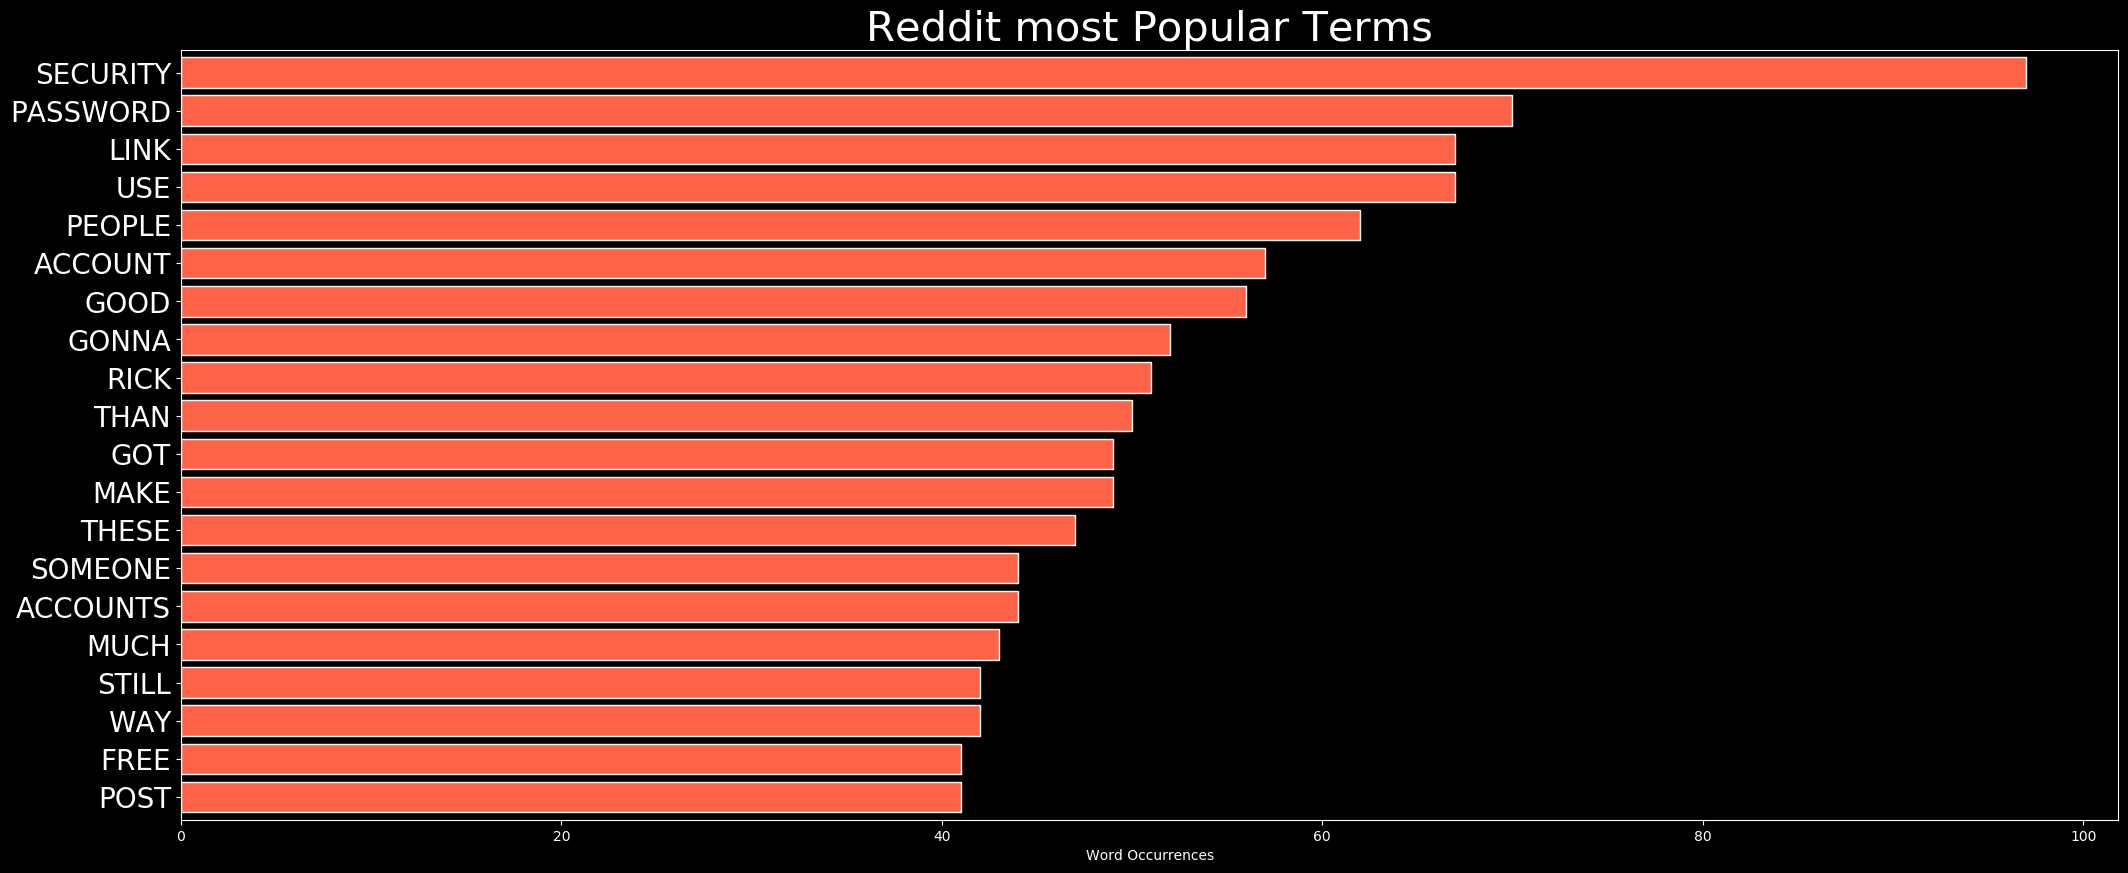 Reddit most Popular Terms
SECURITY
PASSWORD
LINK
USE
PEOPLE
ACCOUNT
GOOD
GONNA
RICK
THAN
GOT
MAKE
THESE
SOMEONE
ACCOUNTS
MUCH
STILL
WAY
FREE
POST
0 20 40 60 80 100
Word Occurrences